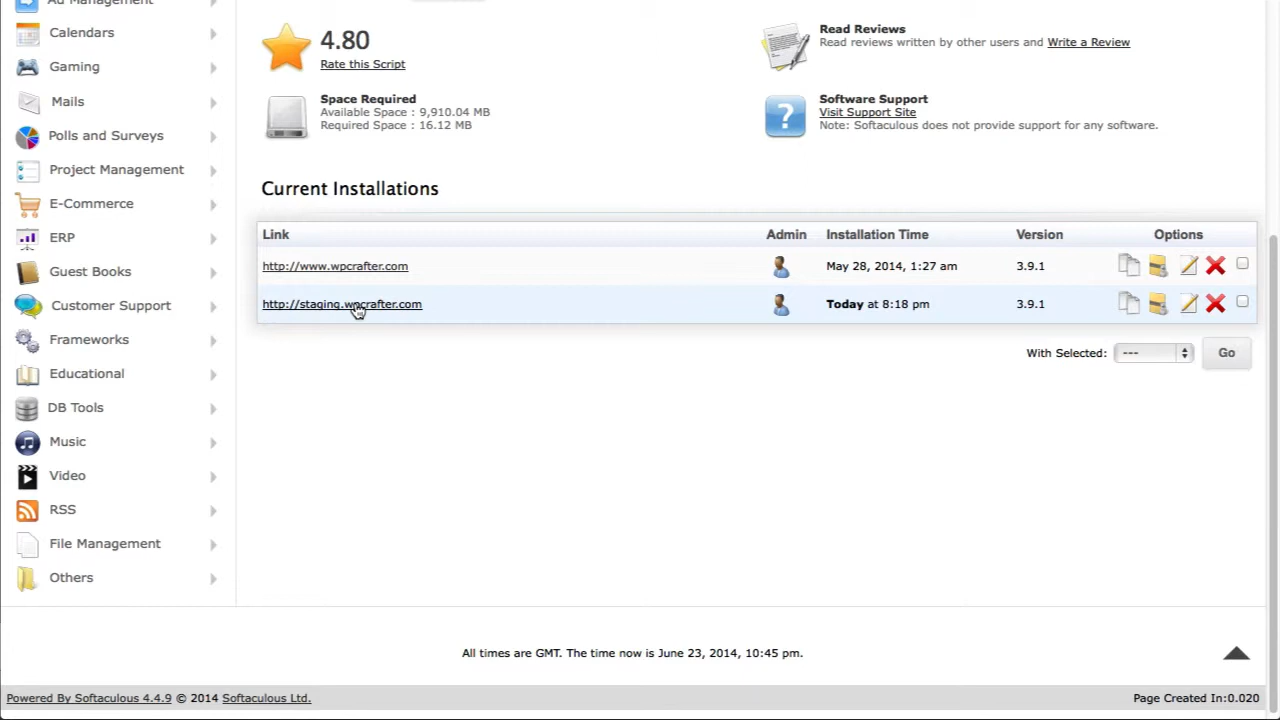 Ad Management
Calendars
Gaming
Mails
Polls and Surveys
Project Management
E-Commerce
ERP
Guest Books
Customer Support
Frameworks
Educational
DB Tools
Music
Video
RSS
File Management
Others
4.80
Rate this Script
Read Reviews
Read reviews written by other users and Write a Review
Space Required
Available Space : 9,910.04 MB
Required Space : 16.12 MB
Software Support
Visit Support Site
Note: Softaculous does not provide support for any software.
Current Installations
Link Admin Installation Time Version Options
http://www.wpcrafter.com May 28, 2014, 1:27 am 3.9.1
http://staging.wpcrafter.com Today at 8:18 pm 3.9.1
With Selected: --- Go
All times are GMT. The time now is June 23, 2014, 10:45 pm.
Powered By Softaculous 4.4.9 © 2014 Softaculous Ltd. Page Created In:0.020